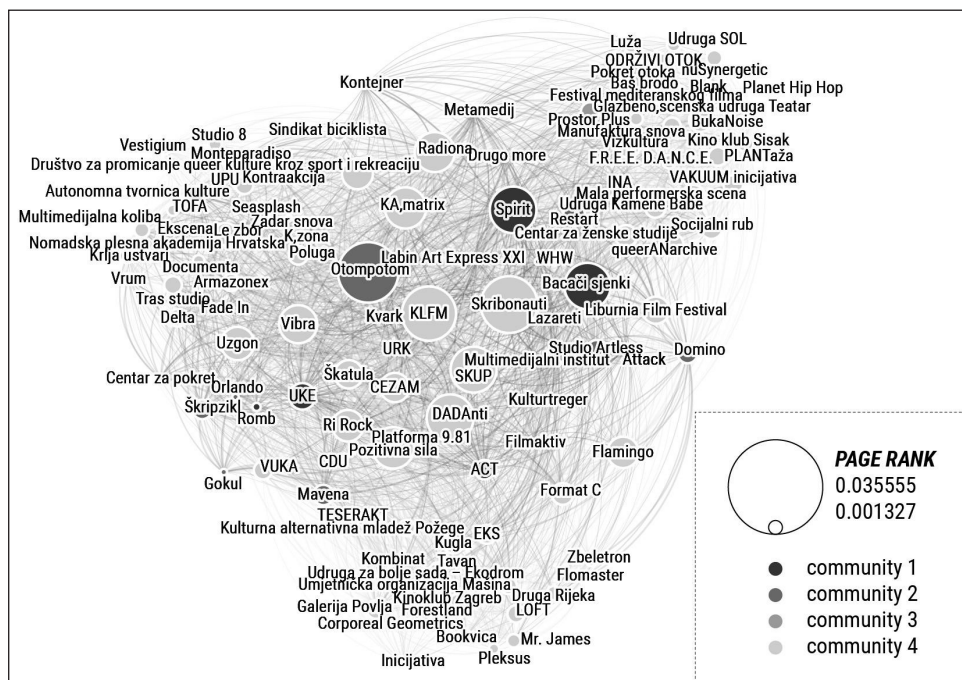 Luža
Udruga SOL
ODRŽIVI OTOK
Pokret otoka
nuSynergetic
Kontejner
Baš brodo
Blank
Planet Hip Hop
Festival mediteranskog filma
Metamedij
Glazbeno,scenska udruga Teatar
Prostor Plus
BukaNoise
Studio 8
Sindikat biciklista
Manufaktura snova
Vestigium
Monteparadiso
Radiona
Vizkultura
Kino klub Sisak
Drugo more
F.R.E.E. D.A.N.C.E.
PLANTaža
Društvo za promicanje queer kulture kroz sport i rekreaciju
UPU
Kontraakcija
INA
VAKUUM inicijativa
Autonomna tvornica kulture
Mala performerska scena
TOFA
Seasplash
KA,matrix
Spirit
Udruga Kamene Babe
Multimedijalna koliba
Zadar snova
Restart
Ekscena
Le zbor
Centar za ženske studije
Socijalni rub
Nomadska plesna akademija Hrvatska
K,zona
queerANarchive
Krila ustvari
Poluga
Labin Art Express XXI
WHW
Documenta
Otompotom
Vrum
Armazonex
Bacači sjenki
Tras studio
Fade In
Skribonauti
Liburnia Film Festival
Delta
Vibra
Kvark
KLFM
Lazareti
Uzgon
URK
Studio Artless
Multimedijalni institut
Attack
Domino
Centar za pokret
Škatula
CEZAM
SKUP
Orlando
UKE
Kulturtreger
Škripzikl
Romb
DADAnti
Ri Rock
Platforma 9.81
Filmaktiv
Pozitivna sila
Flamingo
VUKA
CDU
ACT
Gokul
Mavena
Format C
TESERAKT
Kulturna alternativna mladež Požege
EKS
Kugla
Kombinat
Tavan
Zbeletron
Udruga za bolje sada – Ekodrom
Flomaster
Umjetnička organizacija Mašina
Kinoklub Zagreb
Druga Rijeka
Galerija Povlja
Forestland
LOFT
Corporeal Geometrics
Bookvica
Mr. James
Inicijativa
Pleksus
PAGE RANK
0.035555
0.001327
community 1
community 2
community 3
community 4